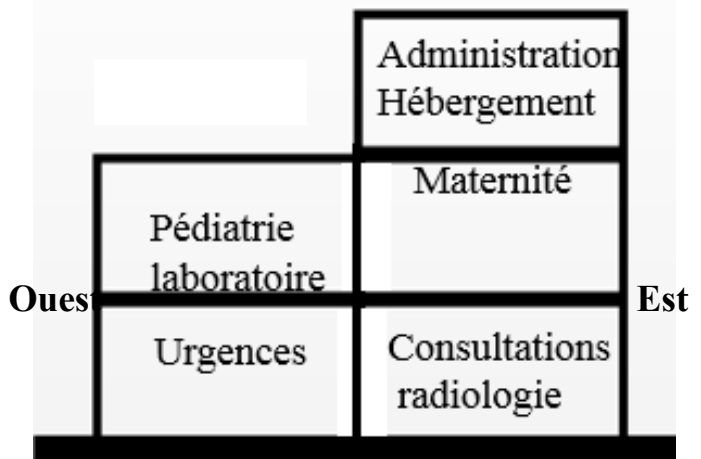 Administration
Hébergement
Maternité
Pédiatrie
laboratoire
Ouest
Est
Urgences
Consultations
radiologie